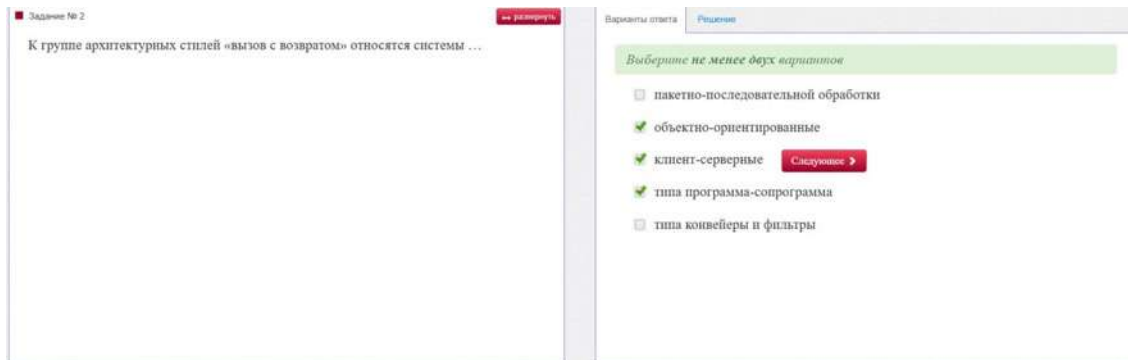 Задание № 2
развернуть
К группе архитектурных стилей «вызов с возвратом» относятся системы …
Варианты ответа
Решение
Выберите не менее двух вариантов
пакетно-последовательной обработки
объектно-ориентированные
клиент-серверные
Следующее
типа программа-сопрограмма
типа конвейеры и фильтры